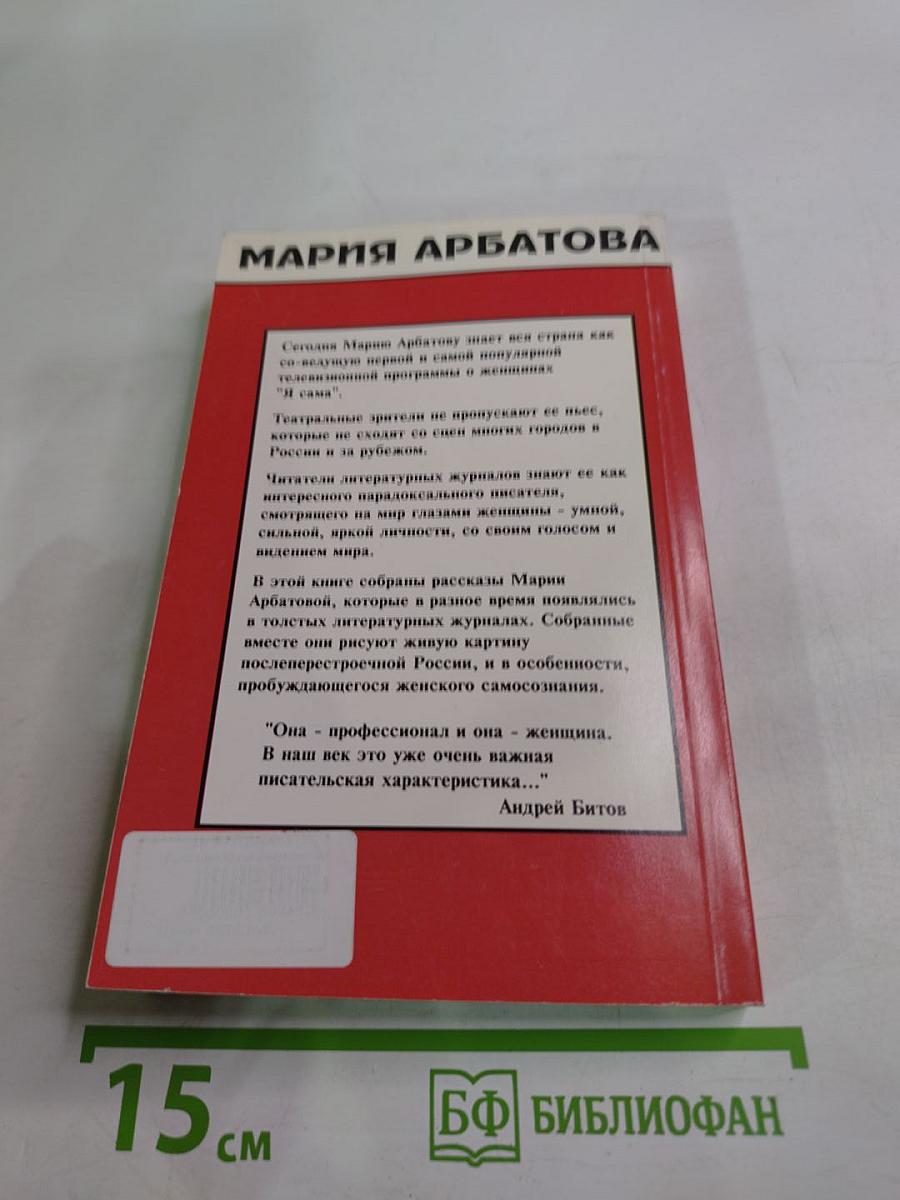 МАРИЯ АРБАТОВА
Сегодня Марию Арбатову знает вся страна как
со-ведущую первой и самой популярной
телевизионной программы о женщинах
"Я сама".
Театральные зрители не пропускают ее пьес,
которые не сходят со сцен многих городов в
России и за рубежом.
Читатели литературных журналов знают ее как
интересного парадоксального писателя,
смотрящего на мир глазами женщины - умной,
сильной, яркой личности, со своим голосом и
видением мира.
В этой книге собраны рассказы Марии
Арбатовой, которые в разное время появлялись
в толстых литературных журналах. Собранные
вместе они рисуют живую картину
послеперестроечной России, и в особенности,
пробуждающегося женского самосознания.
"Она - профессионал и она - женщина.
В наш век это уже очень важная
писательская характеристика..."
Андрей Битов
15 см
БФ БИБЛИОФАН